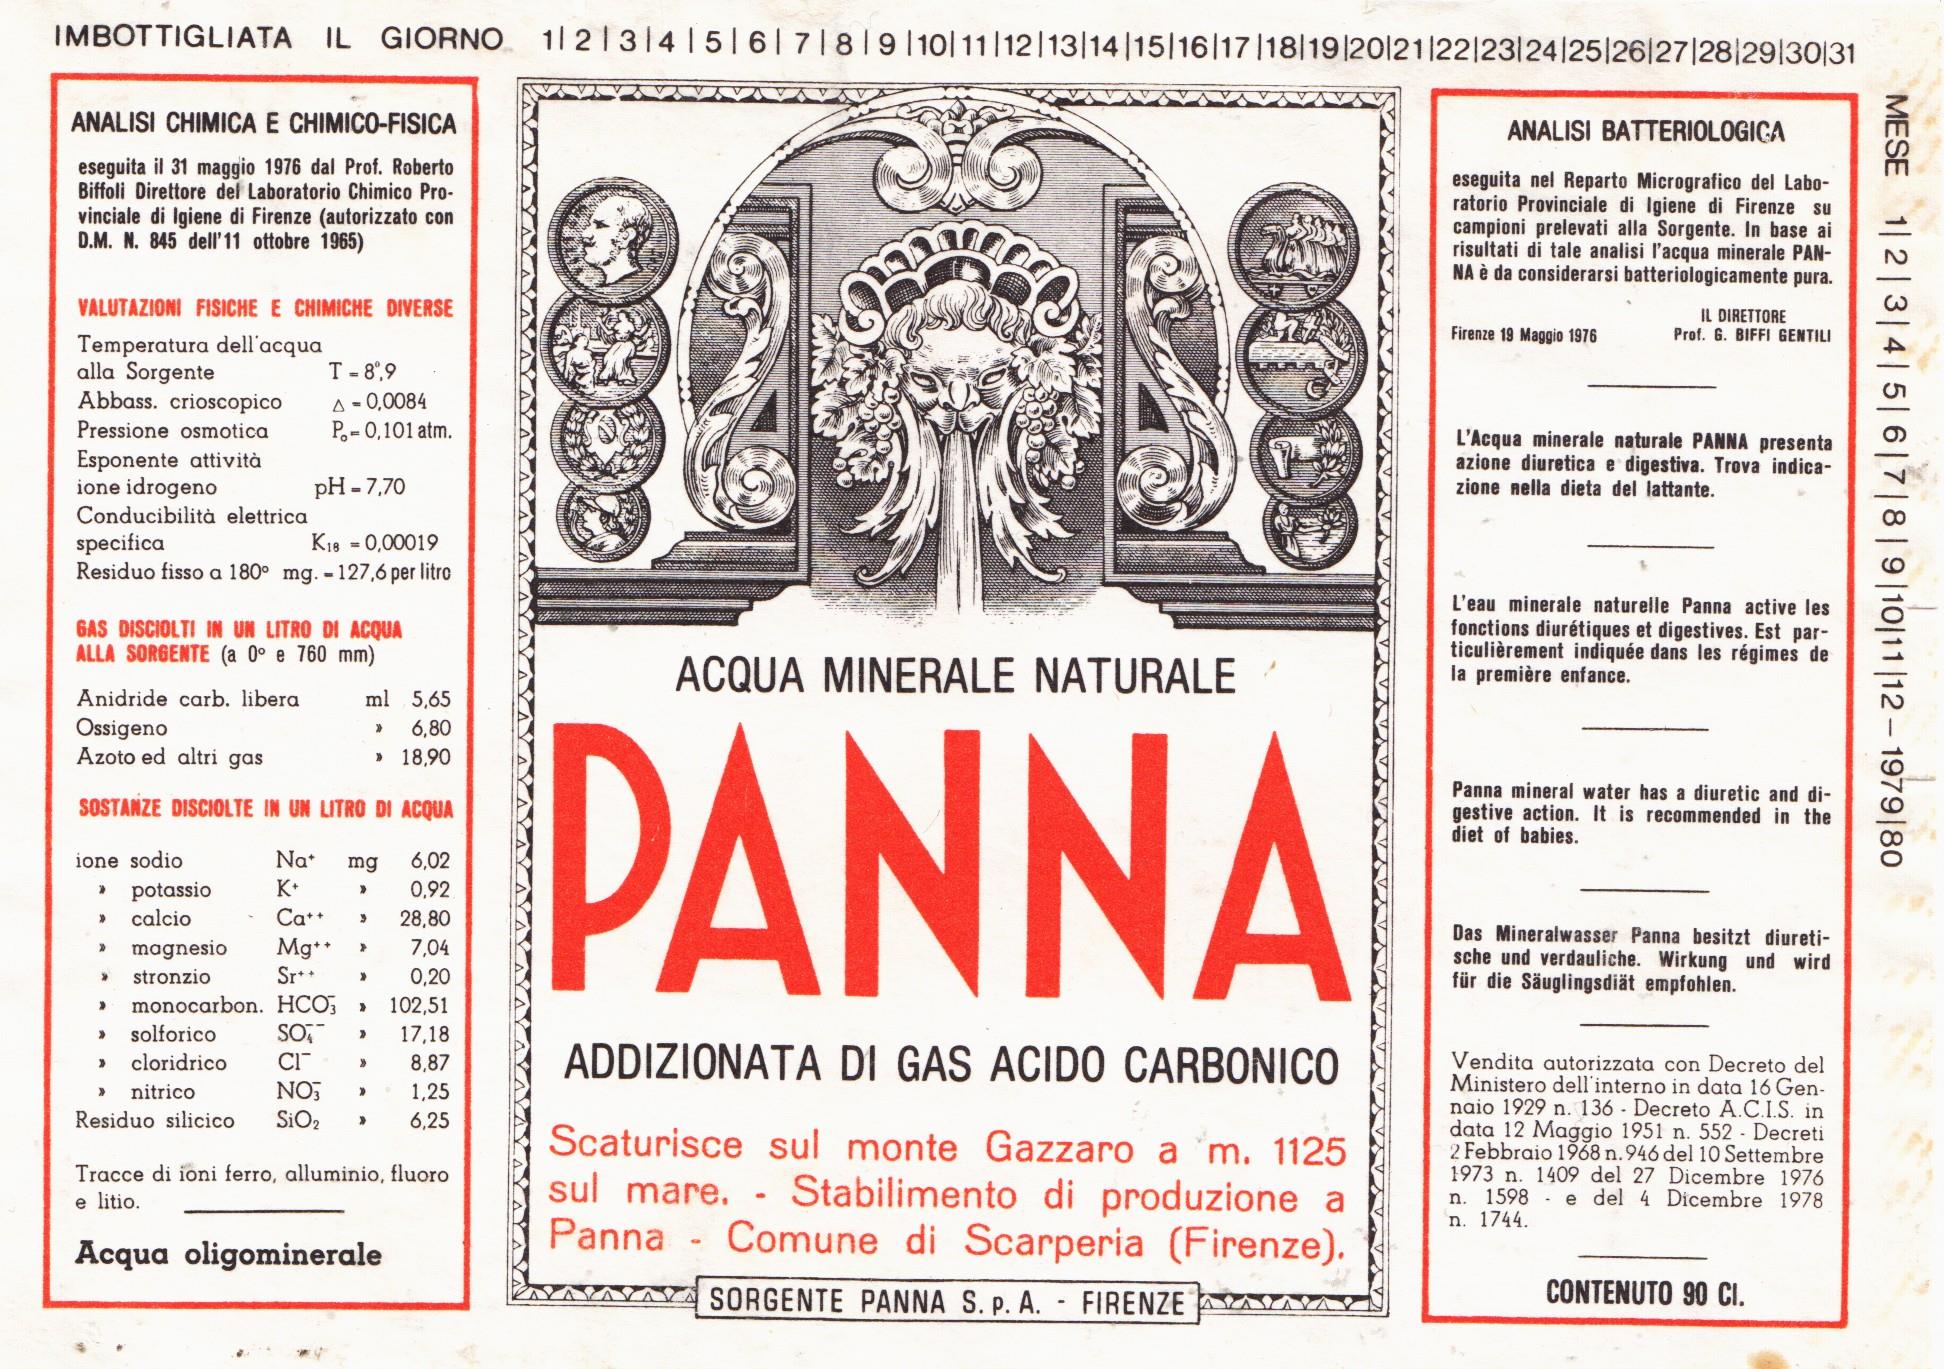 IMBOTTIGLIATA IL GIORNO 1|2|3|4|5|6|7|8|9|10|11|12|13|14|15|16|17|18|19|20|21|22|23|24|25|26|27|28|29|30|31
ANALISI CHIMICA E CHIMICO-FISICA
eseguita il 31 maggio 1976 dal Prof. Roberto
Biffoli Direttore del Laboratorio Chimico Pro-
vinciale di Igiene di Firenze (autorizzato con
D.M. N. 845 dell'11 ottobre 1965)
VALUTAZIONI FISICHE E CHIMICHE DIVERSE
Temperatura dell'acqua
alla Sorgente T = 8°,9
Abbass. crioscopico △ = 0,0084
Pressione osmotica P₀ = 0,101 atm.
Esponente attività
ione idrogeno pH = 7,70
Conducibilità elettrica
specifica K₁₈ = 0,00019
Residuo fisso a 180° mg. = 127,6 per litro
GAS DISCIOLTI IN UN LITRO DI ACQUA
ALLA SORGENTE (a 0° e 760 mm)
Anidride carb. libera ml 5,65
Ossigeno » 6,80
Azoto ed altri gas » 18,90
SOSTANZE DISCIOLTE IN UN LITRO DI ACQUA
ione sodio Na⁺ mg 6,02
» potassio K⁺ » 0,92
» calcio Ca⁺⁺ » 28,80
» magnesio Mg⁺⁺ » 7,04
» stronzio Sr⁺⁺ » 0,20
» monocarbon. HCO₃⁻ » 102,51
» solforico SO₄⁻⁻ » 17,18
» cloridrico Cl⁻ » 8,87
» nitrico NO₃⁻ » 1,25
Residuo silicico SiO₂ » 6,25
Tracce di ioni ferro, alluminio, fluoro
e litio.
Acqua oligominerale
ACQUA MINERALE NATURALE
PANNA
ADDIZIONATA DI GAS ACIDO CARBONICO
Scaturisce sul monte Gazzaro a m. 1125
sul mare. - Stabilimento di produzione a
Panna - Comune di Scarperia (Firenze).
SORGENTE PANNA S.p.A. - FIRENZE
ANALISI BATTERIOLOGICA
eseguita nel Reparto Micrografico del Labo-
ratorio Provinciale di Igiene di Firenze su
campioni prelevati alla Sorgente. In base ai
risultati di tale analisi l'acqua minerale PAN-
NA è da considerarsi batteriologicamente pura.
IL DIRETTORE
Firenze 19 Maggio 1976 Prof. G. BIFFI GENTILI
L'Acqua minerale naturale PANNA presenta
azione diuretica e digestiva. Trova indica-
zione nella dieta del lattante.
L'eau minerale naturelle Panna active les
fonctions diurétiques et digestives. Est par-
ticulièrement indiquée dans les régimes de
la première enfance.
Panna mineral water has a diuretic and di-
gestive action. It is recommended in the
diet of babies.
Das Mineralwasser Panna besitzt diureti-
sche und verdauliche. Wirkung und wird
für die Säuglingsdiät empfohlen.
Vendita autorizzata con Decreto del
Ministero dell'interno in data 16 Gen-
naio 1929 n. 136 - Decreto A.C.I.S. in
data 12 Maggio 1951 n. 552 - Decreti
2 Febbraio 1968 n. 946 del 10 Settembre
1973 n. 1409 del 27 Dicembre 1976
n. 1598 - e del 4 Dicembre 1978
n. 1744.
CONTENUTO 90 Cl.
MESE 1|2|3|4|5|6|7|8|9|10|11|12 – 1979|80